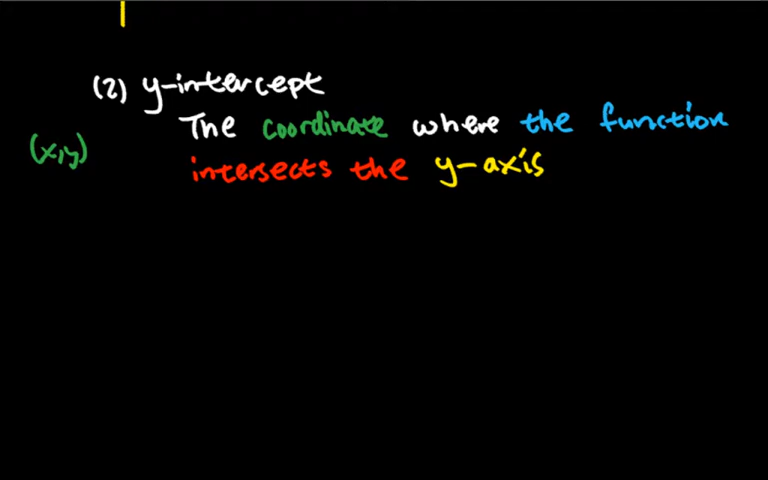 (2) y-intercept
The coordinate where the function
(x,y)
intersects the y-axis